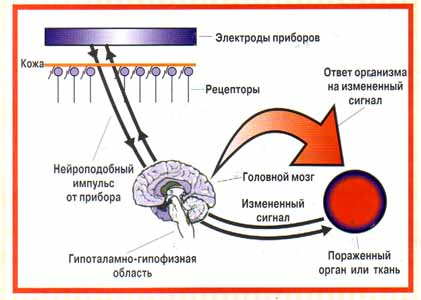 Электроды приборов
Кожа
Рецепторы
Ответ организма
на измененный
сигнал
Нейроподобный
импульс
от прибора
Головной мозг
Измененный
сигнал
Гипоталамно-гипофизная
область
Пораженный
орган или ткань